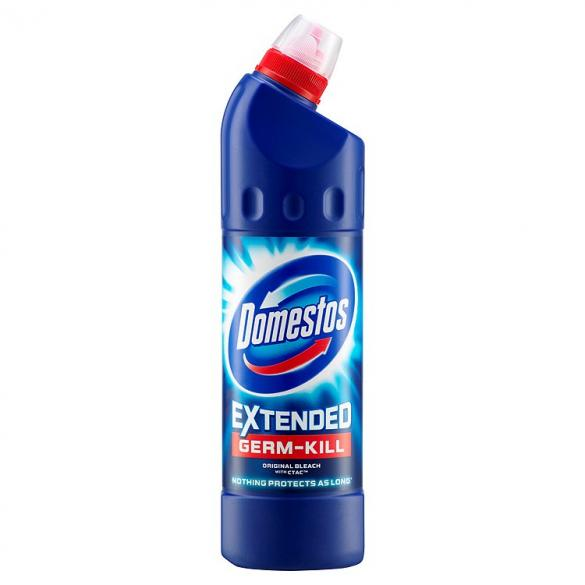 Domestos
EXTENDED
GERM-KILL
ORIGINAL BLEACH
WITH CTAC™
NOTHING PROTECTS AS LONG*